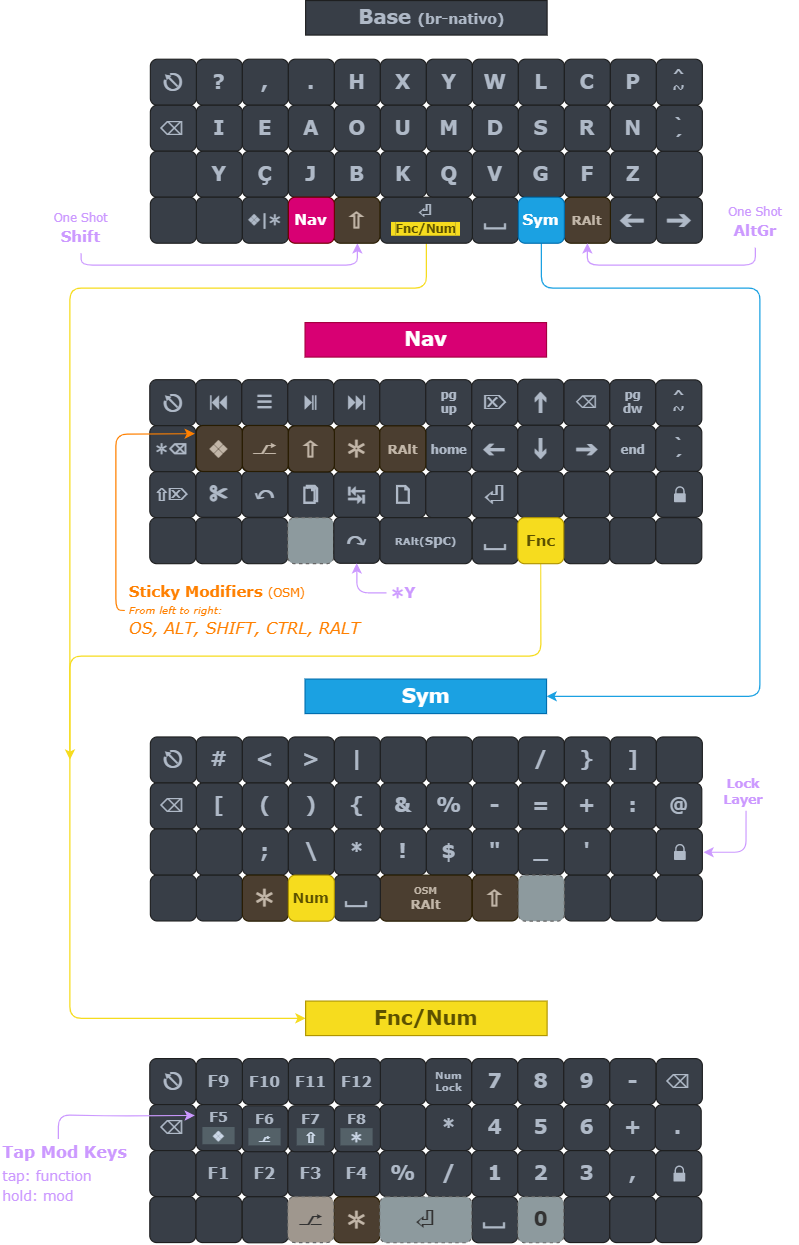 Base (br-nativo)
? , . H X Y W L C P ^ ~
I E A O U M D S R N ` ´
Y Ç J B K Q V G F Z
❖|* Nav ⇧ ⏎ Fnc/Num ⎵ Sym RAlt ← →
One Shot
Shift
One Shot
AltGr
Nav
pg up ⌦ ↑ ⌫ pg dw ^ ~
*⌫ ❖ ⇧ * RAlt home ← ↓ → end ` ´
⇧⌦
RAlt(spc) ⎵ Fnc
Sticky Modifiers (OSM)
From left to right:
OS, ALT, SHIFT, CTRL, RALT
*Y
Sym
# < > | / } ]
[ ( ) { & % - = + : @
; \ * ! $ " _ '
* Num ⎵ OSM RAlt ⇧
Lock
Layer
Fnc/Num
F9 F10 F11 F12 Num Lock 7 8 9 -
F5 F6 F7 F8 * 4 5 6 + .
F1 F2 F3 F4 % / 1 2 3 ,
* ⏎ ⎵ 0
Tap Mod Keys
tap: function
hold: mod